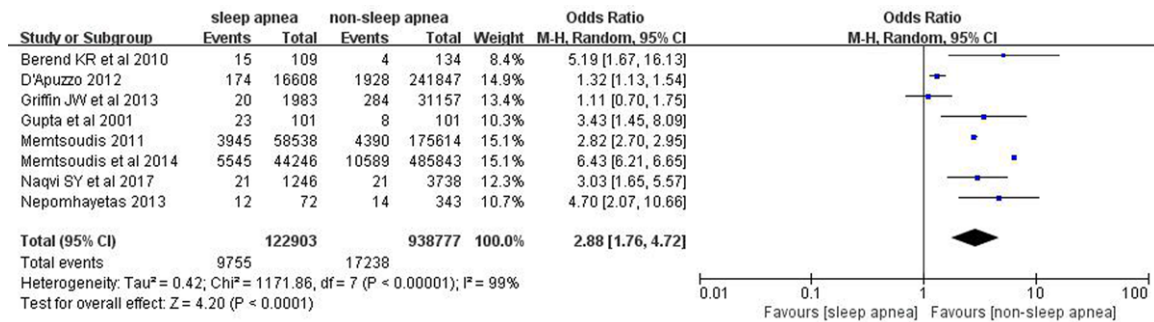 sleep apnea non-sleep apnea Odds Ratio Odds Ratio
Study or Subgroup Events Total Events Total Weight M-H, Random, 95% CI M-H, Random, 95% CI
Berend KR et al 2010 15 109 4 134 8.4% 5.19 [1.67, 16.13]
D'Apuzzo 2012 174 16608 1928 241847 14.9% 1.32 [1.13, 1.54]
Griffin JW et al 2013 20 1983 284 31157 13.4% 1.11 [0.70, 1.75]
Gupta et al 2001 23 101 8 101 10.3% 3.43 [1.45, 8.09]
Memtsoudis 2011 3945 58538 4390 175614 15.1% 2.82 [2.70, 2.95]
Memtsoudis et al 2014 5545 44246 10589 485843 15.1% 6.43 [6.21, 6.65]
Naqvi SY et al 2017 21 1246 21 3738 12.3% 3.03 [1.65, 5.57]
Nepomhayetas 2013 12 72 14 343 10.7% 4.70 [2.07, 10.66]
Total (95% CI) 122903 938777 100.0% 2.88 [1.76, 4.72]
Total events 9755 17238
Heterogeneity: Tau² = 0.42; Chi² = 1171.86, df = 7 (P < 0.00001); I² = 99%
Test for overall effect: Z = 4.20 (P < 0.0001)
0.01 0.1 1 10 100
Favours [sleep apnea] Favours [non-sleep apnea]